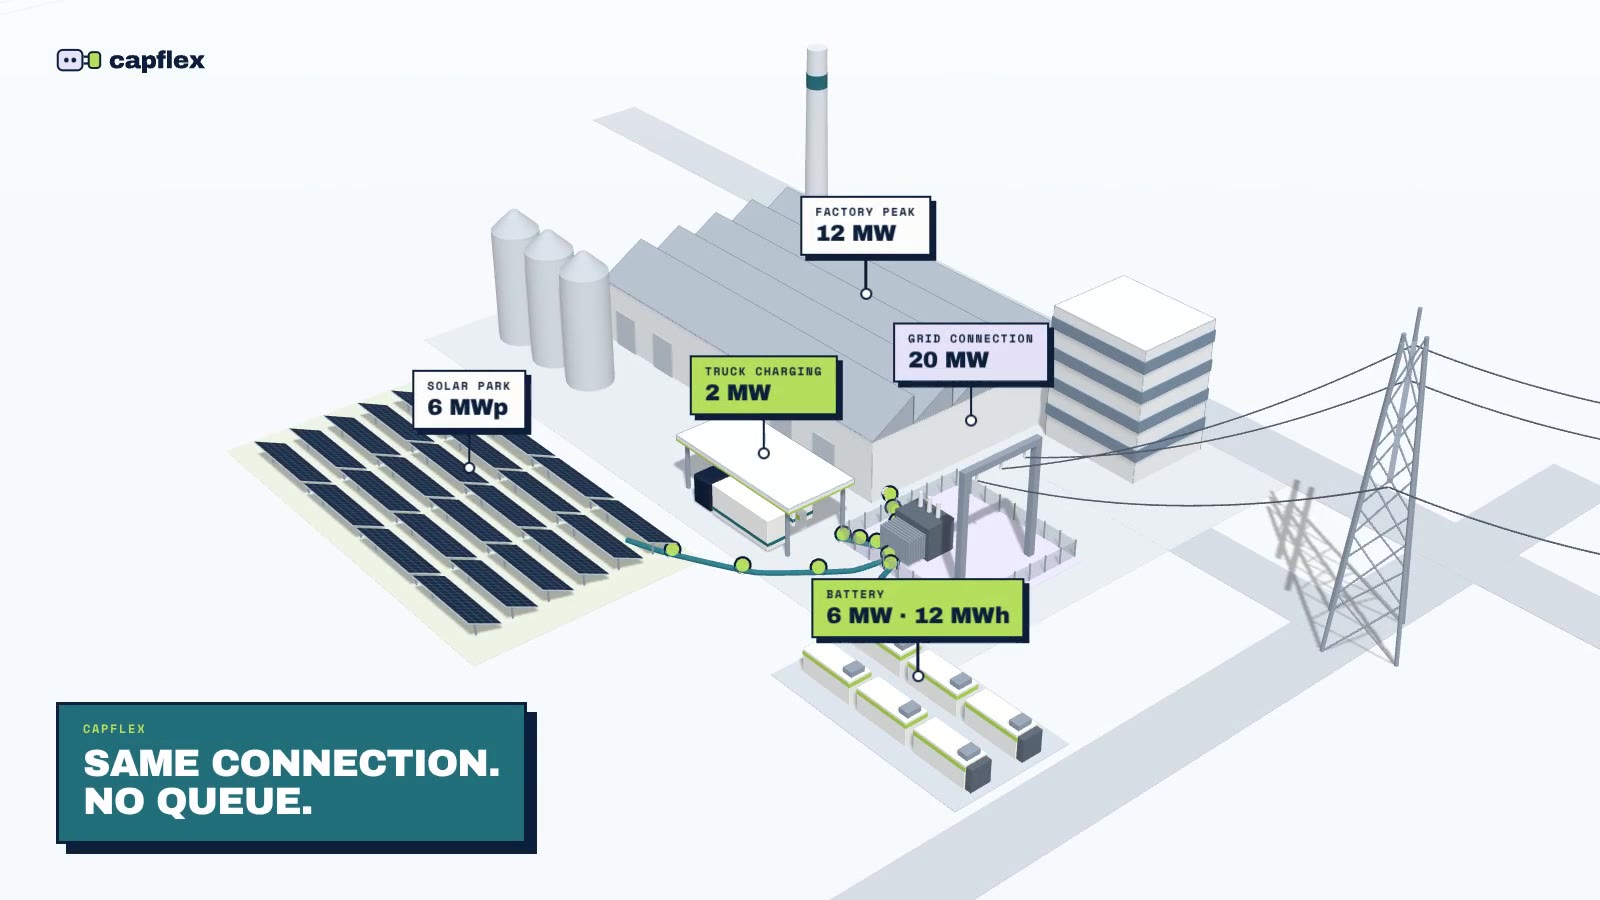 capflex
FACTORY PEAK
12 MW
GRID CONNECTION
20 MW
TRUCK CHARGING
2 MW
SOLAR PARK
6 MWp
BATTERY
6 MW · 12 MWh
CAPFLEX
SAME CONNECTION.
NO QUEUE.